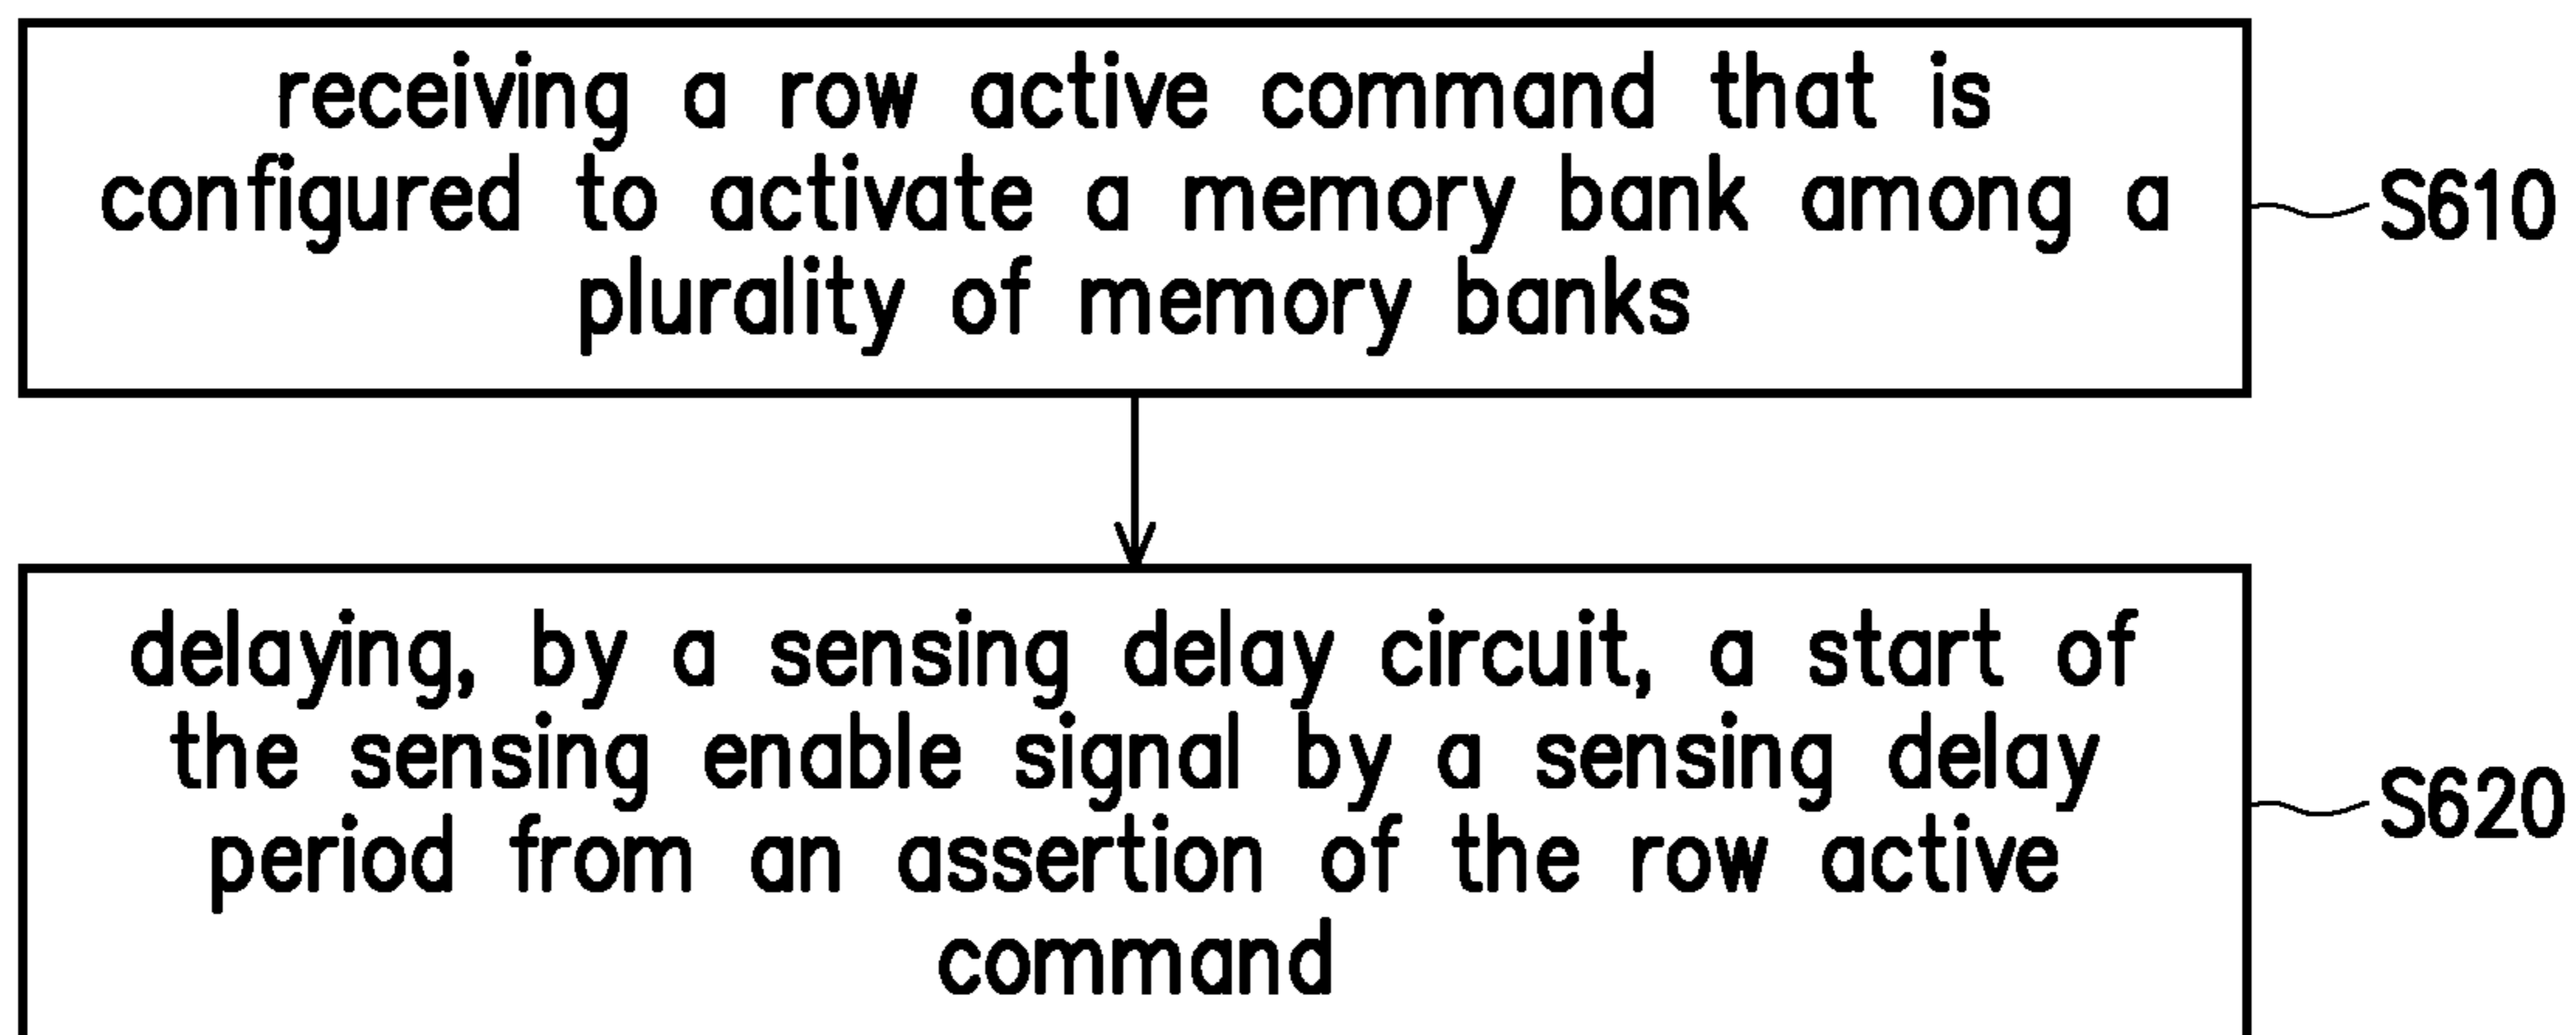 receiving a row active command that is
configured to activate a memory bank among a
plurality of memory banks
S610
delaying, by a sensing delay circuit, a start of
the sensing enable signal by a sensing delay
period from an assertion of the row active
command
S620